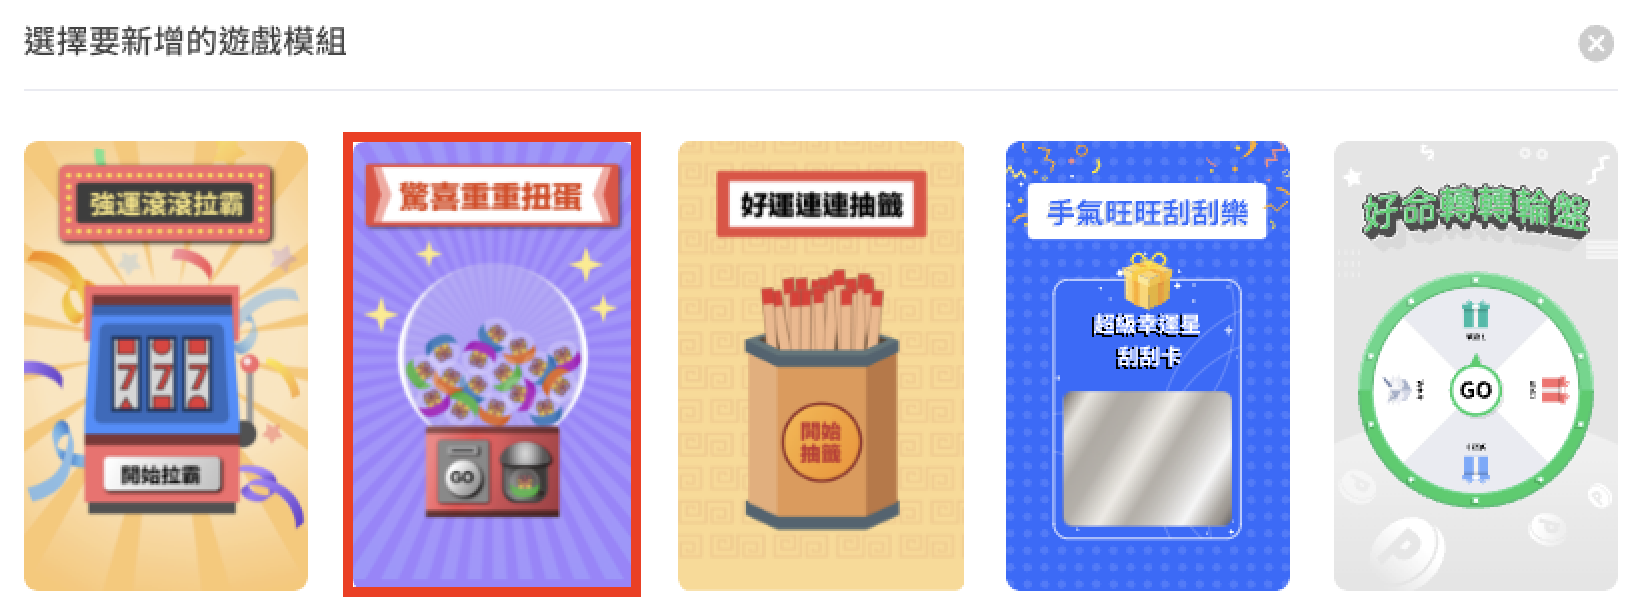 選擇要新增的遊戲模組
強運滾滾拉霸
777
開始拉霸
驚喜重重扭蛋
GO
好運連連抽籤
開始
抽籤
手氣旺旺刮刮樂
超級幸運星
刮刮卡
好命轉轉輪盤
GO
P
P
P
P